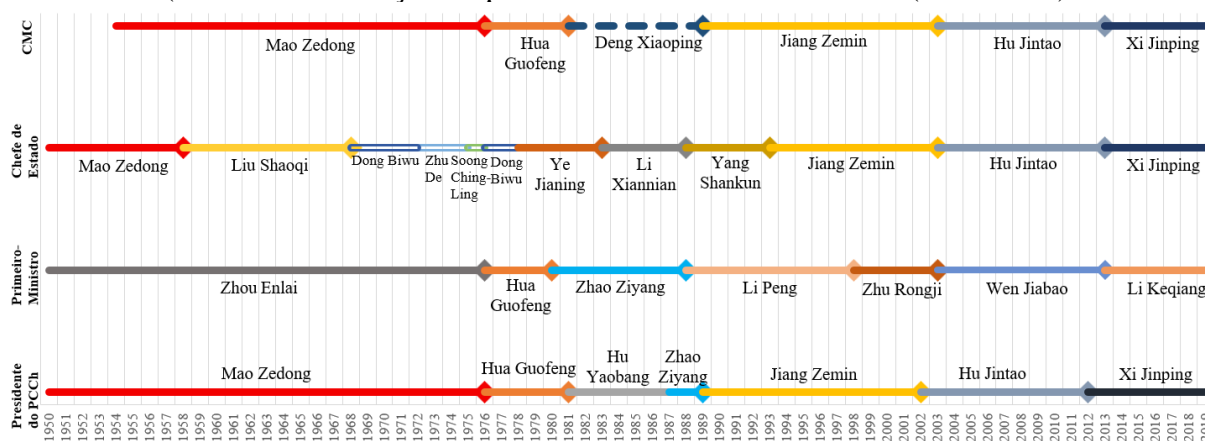 CMC
Mao Zedong
Hua
Guofeng
Deng Xiaoping
Jiang Zemin
Hu Jintao
Xi Jinping
Chefe de
Estado
Mao Zedong
Liu Shaoqi
Dong Biwu
Zhu
De
Soong
Ching-
Ling
Dong
Biwu
Ye
Jianing
Li
Xiannian
Yang
Shankun
Jiang Zemin
Hu Jintao
Xi Jinping
Primeiro-
Ministro
Zhou Enlai
Hua
Guofeng
Zhao Ziyang
Li Peng
Zhu Rongji
Wen Jiabao
Li Keqiang
Presidente
do PCCh
Mao Zedong
Hua Guofeng
Hu
Yaobang
Zhao
Ziyang
Jiang Zemin
Hu Jintao
Xi Jinping
1950
1951
1952
1953
1954
1955
1956
1957
1958
1959
1960
1961
1962
1963
1964
1965
1966
1967
1968
1969
1970
1971
1972
1973
1974
1975
1976
1977
1978
1979
1980
1981
1982
1983
1984
1985
1986
1987
1988
1989
1990
1991
1992
1993
1994
1995
1996
1997
1998
1999
2000
2001
2002
2003
2004
2005
2006
2007
2008
2009
2010
2011
2012
2013
2014
2015
2016
2017
2018